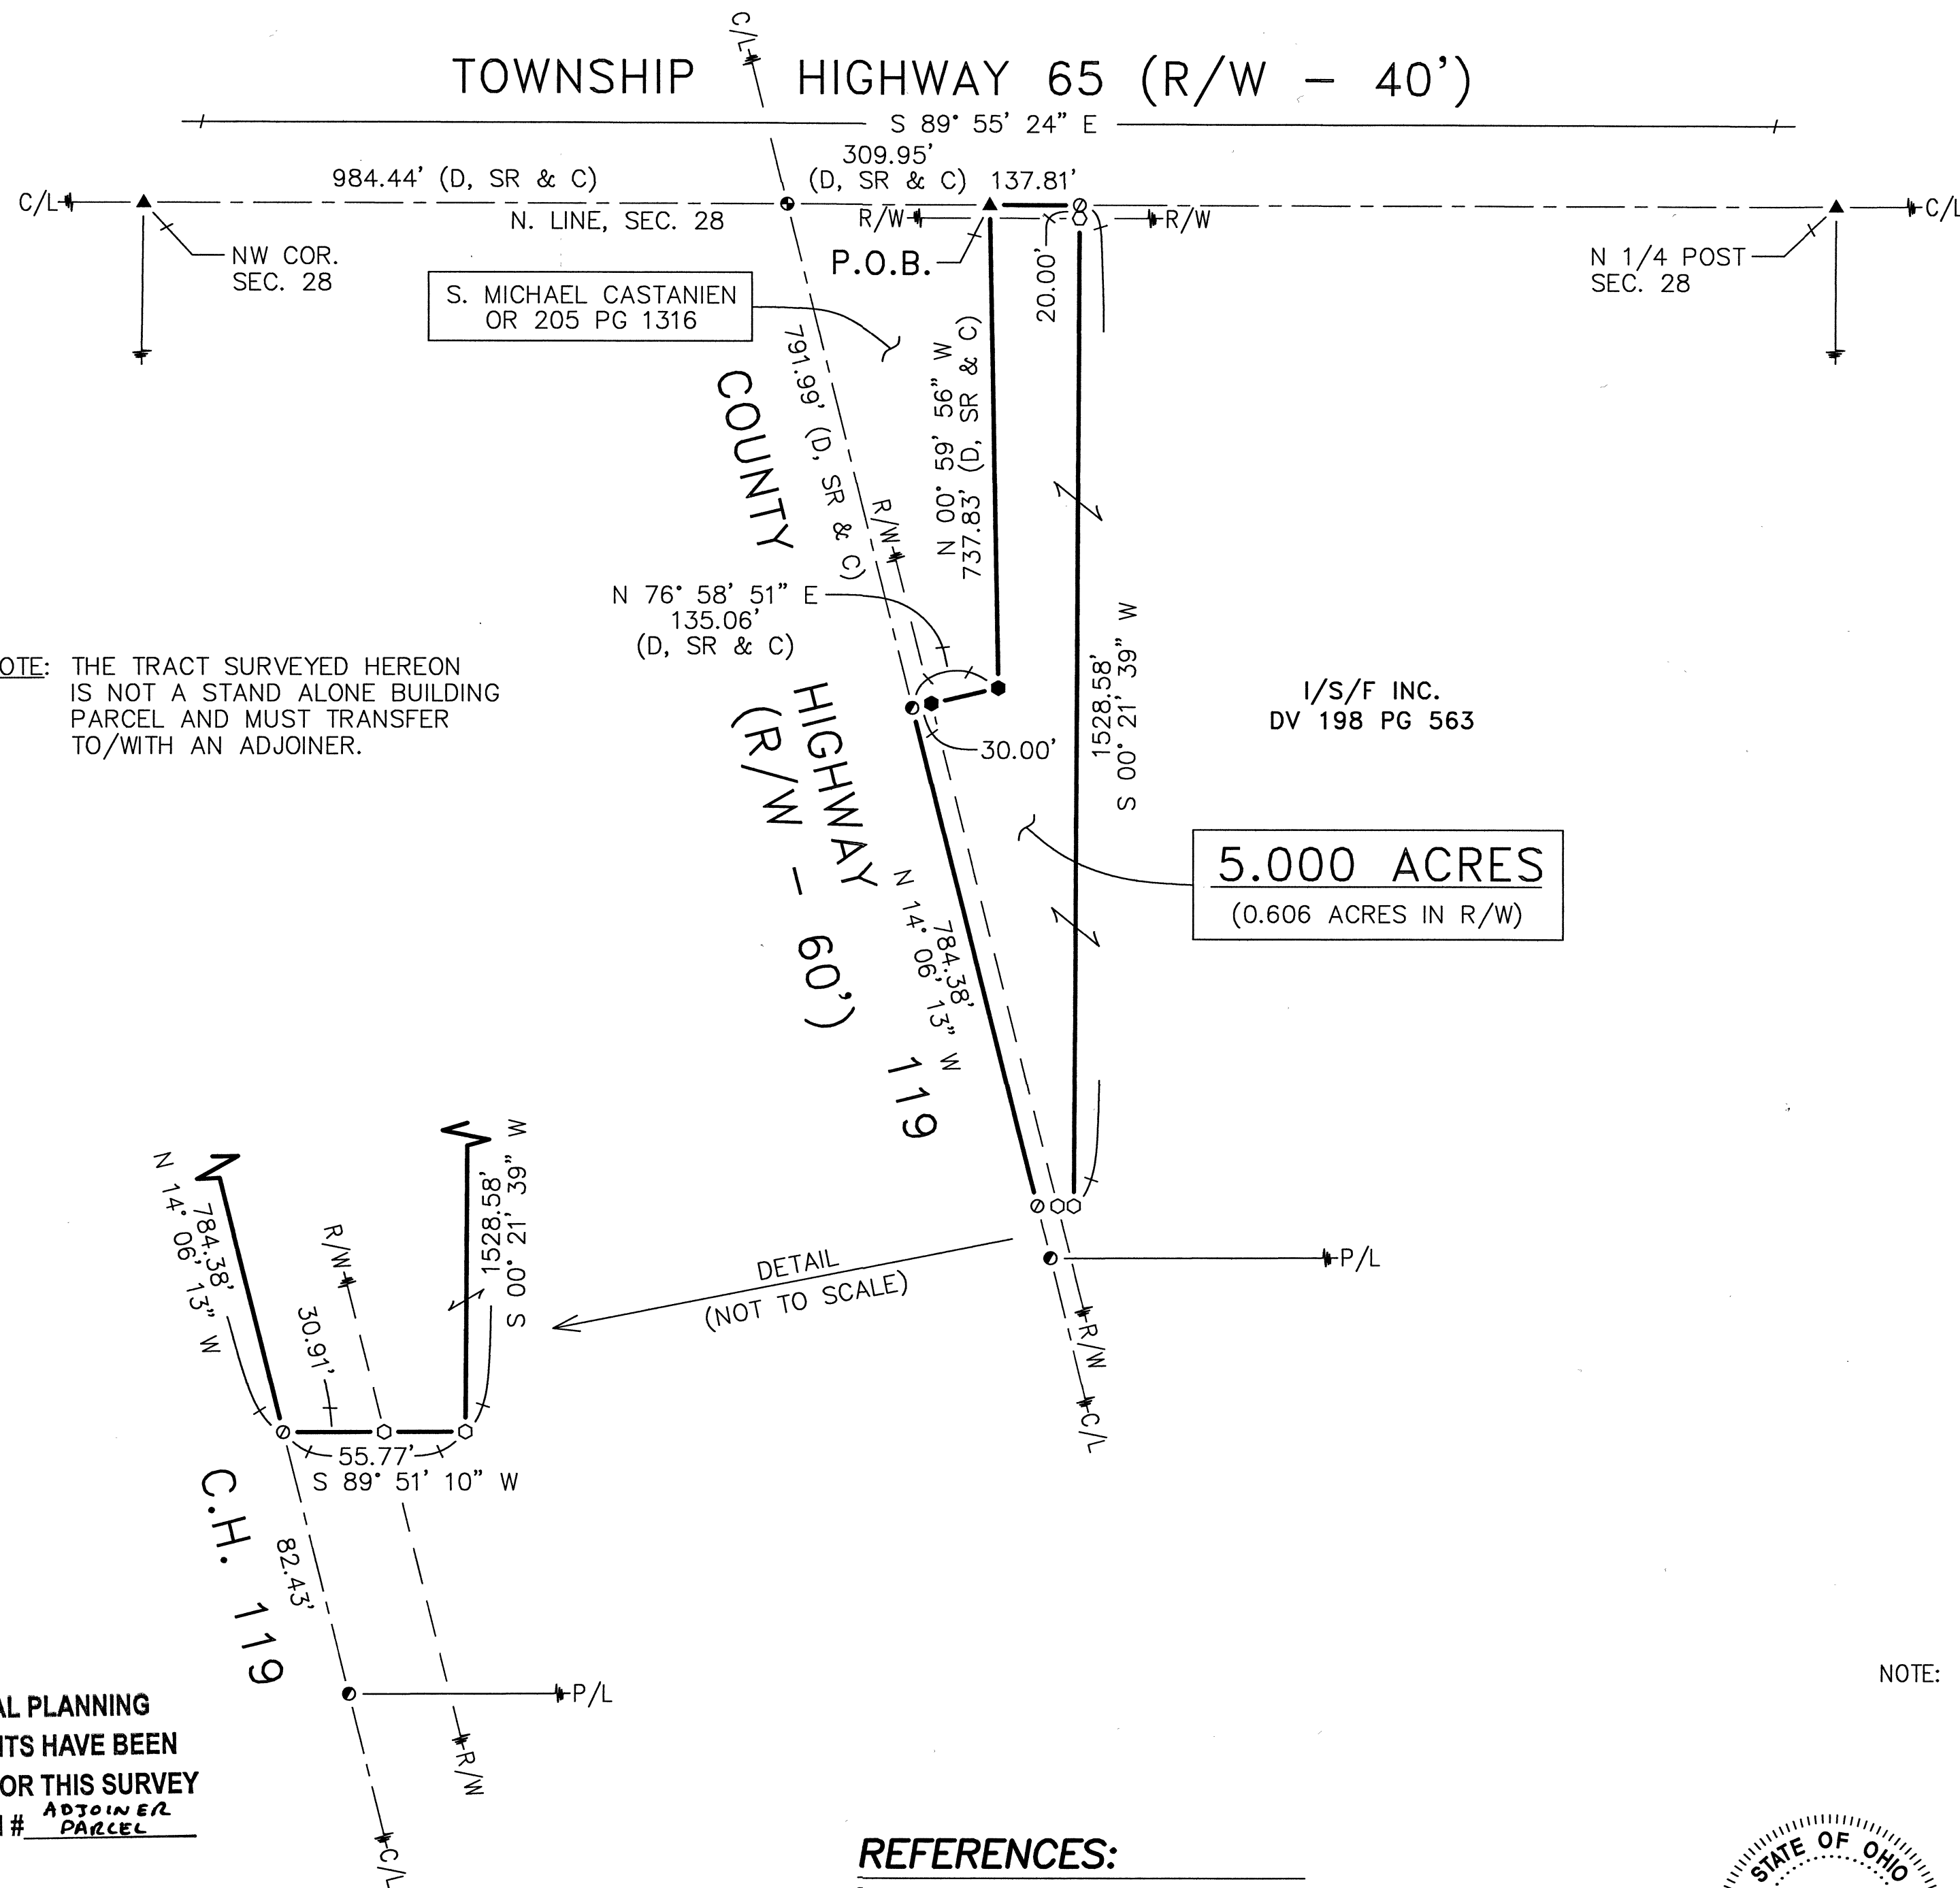 C/L
TOWNSHIP HIGHWAY 65 (R/W - 40')
S 89° 55' 24" E
984.44' (D, SR & C)
309.95'
(D, SR & C)
137.81'
C/L
N. LINE, SEC. 28
R/W
R/W
C/L
NW COR.
SEC. 28
P.O.B.
20.00'
N 1/4 POST
SEC. 28
S. MICHAEL CASTANIEN
OR 205 PG 1316
791.99' (D, SR & C)
N 00° 59' 56" W
737.83' (D, SR & C)
COUNTY HIGHWAY 119
(R/W - 60')
R/W
N 76° 58' 51" E
135.06'
(D, SR & C)
OTE: THE TRACT SURVEYED HEREON
IS NOT A STAND ALONE BUILDING
PARCEL AND MUST TRANSFER
TO/WITH AN ADJOINER.
30.00'
1528.58'
S 00° 21' 39" W
I/S/F INC.
DV 198 PG 563
5.000 ACRES
(0.606 ACRES IN R/W)
784.38'
N 14° 06' 13" W
P/L
R/W
C/L
DETAIL
(NOT TO SCALE)
784.38'
N 14° 06' 13" W
R/W
30.91'
1528.58'
S 00° 21' 39" W
55.77'
S 89° 51' 10" W
C.H. 119
82.43'
P/L
R/W
C/L
NOTE:
AL PLANNING
TS HAVE BEEN
OR THIS SURVEY
# ADJOINER
PARCEL
REFERENCES:
STATE OF OHIO